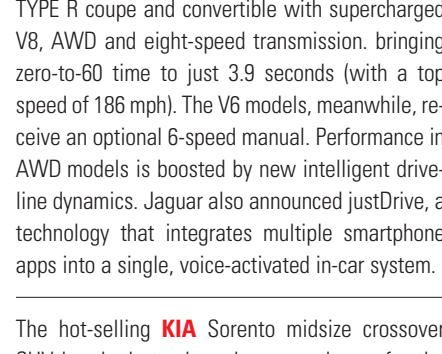 TYPE R coupe and convertible with supercharged
V8, AWD and eight-speed transmission. bringing
zero-to-60 time to just 3.9 seconds (with a top
speed of 186 mph). The V6 models, meanwhile, re-
ceive an optional 6-speed manual. Performance in
AWD models is boosted by new intelligent drive-
line dynamics. Jaguar also announced justDrive, a
technology that integrates multiple smartphone
apps into a single, voice-activated in-car system.
The hot-selling KIA Sorento midsize crossover